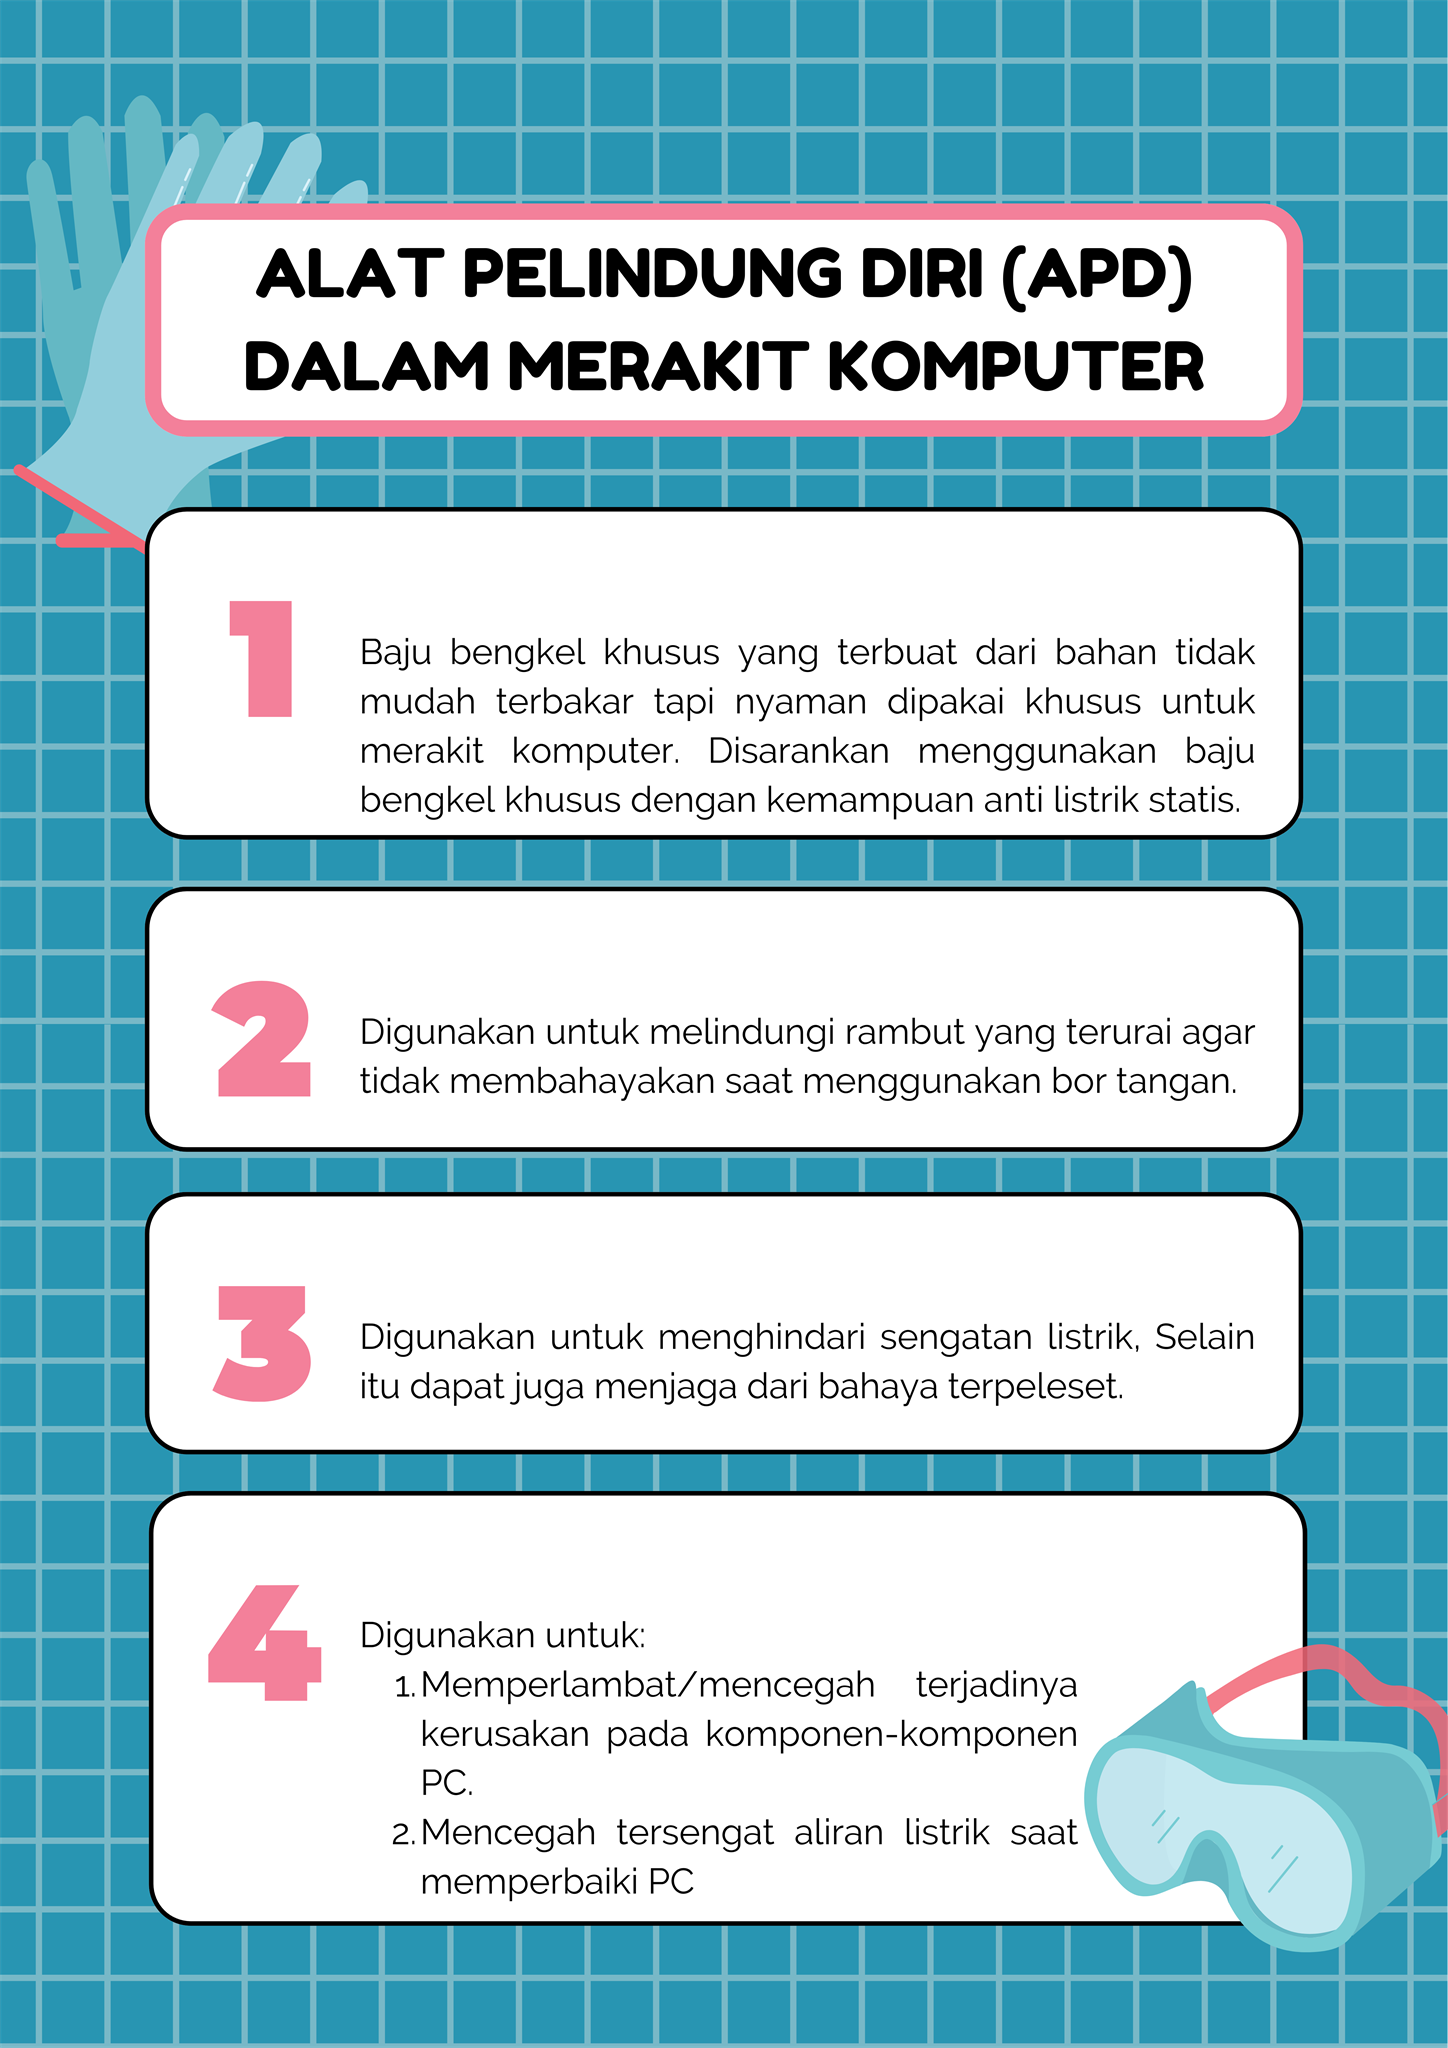 ALAT PELINDUNG DIRI (APD)
DALAM MERAKIT KOMPUTER
1
Baju bengkel khusus yang terbuat dari bahan tidak
mudah terbakar tapi nyaman dipakai khusus untuk
merakit komputer. Disarankan menggunakan baju
bengkel khusus dengan kemampuan anti listrik statis.
2
Digunakan untuk melindungi rambut yang terurai agar
tidak membahayakan saat menggunakan bor tangan.
3
Digunakan untuk menghindari sengatan listrik, Selain
itu dapat juga menjaga dari bahaya terpeleset.
4
Digunakan untuk:
1. Memperlambat/mencegah terjadinya
kerusakan pada komponen-komponen
PC.
2. Mencegah tersengat aliran listrik saat
memperbaiki PC